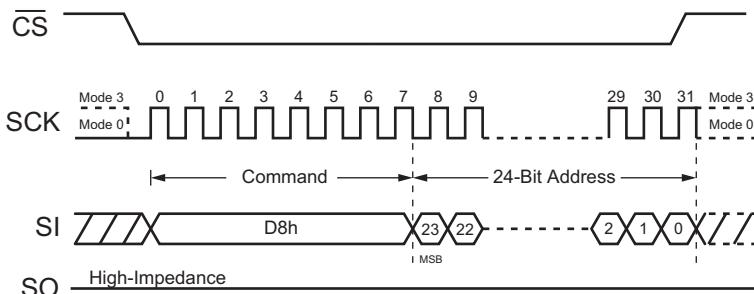 CS
0 1 2 3 4 5 6 7 8 9 29 30 31
Mode 3 Mode 3
SCK Mode 0 Mode 0
Command 24-Bit Address
SI D8h 23 22 2 1 0
MSB
High-Impedance
SO